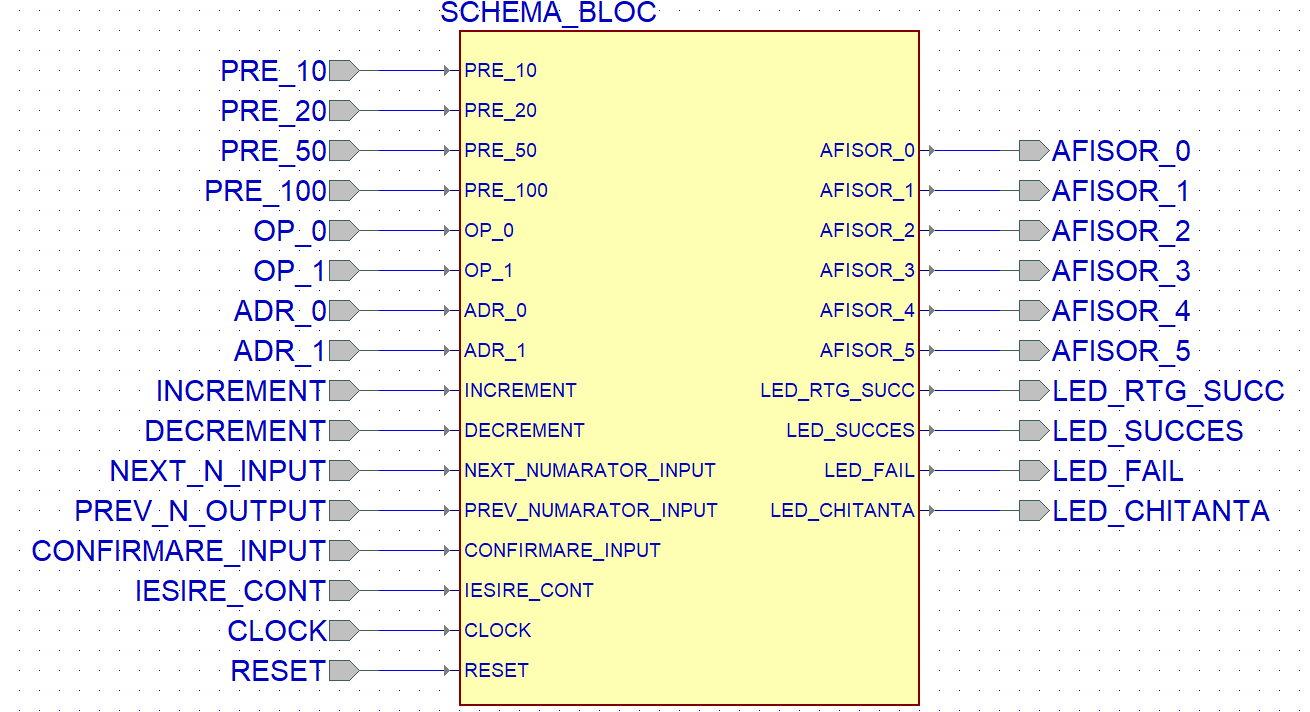 SCHEMA_BLOC
PRE_10 PRE_10
PRE_20 PRE_20
PRE_50 PRE_50 AFISOR_0 AFISOR_0
PRE_100 PRE_100 AFISOR_1 AFISOR_1
OP_0 OP_0 AFISOR_2 AFISOR_2
OP_1 OP_1 AFISOR_3 AFISOR_3
ADR_0 ADR_0 AFISOR_4 AFISOR_4
ADR_1 ADR_1 AFISOR_5 AFISOR_5
INCREMENT INCREMENT LED_RTG_SUCC LED_RTG_SUCC
DECREMENT DECREMENT LED_SUCCES LED_SUCCES
NEXT_N_INPUT NEXT_NUMARATOR_INPUT LED_FAIL LED_FAIL
PREV_N_OUTPUT PREV_NUMARATOR_INPUT LED_CHITANTA LED_CHITANTA
CONFIRMARE_INPUT CONFIRMARE_INPUT
IESIRE_CONT IESIRE_CONT
CLOCK CLOCK
RESET RESET